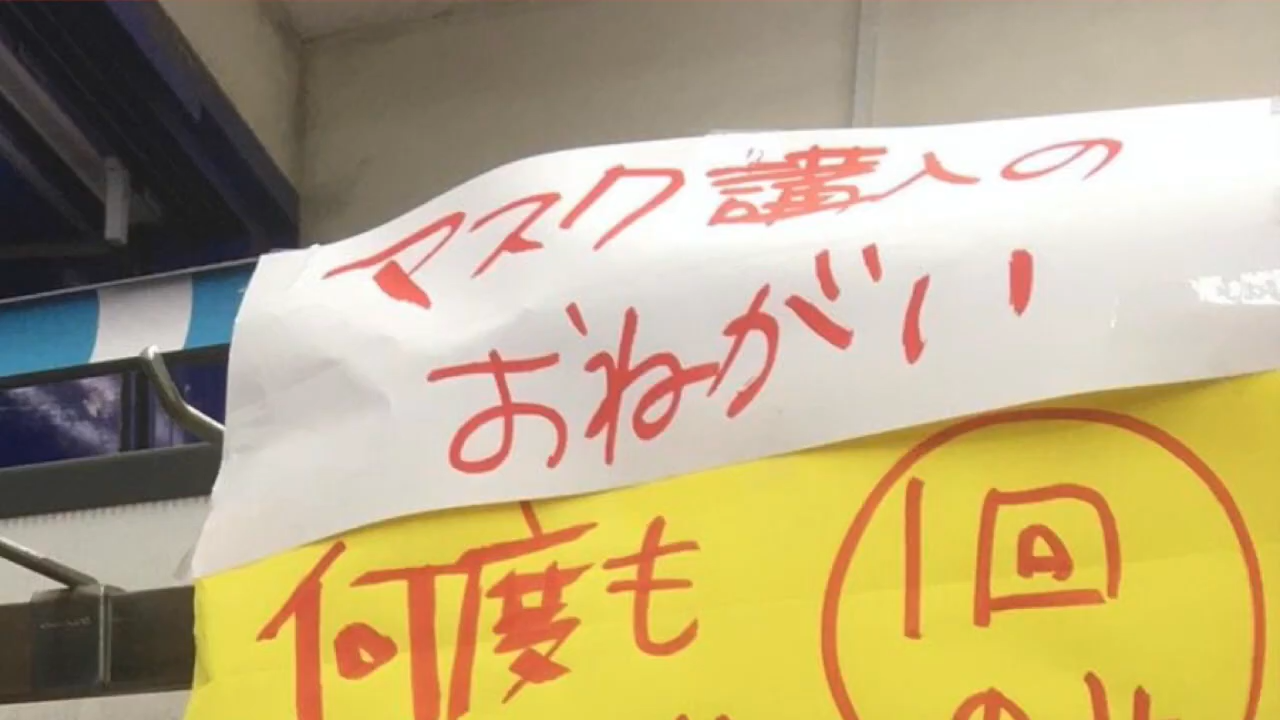 マスク講入の
おねがい
何度も
1回